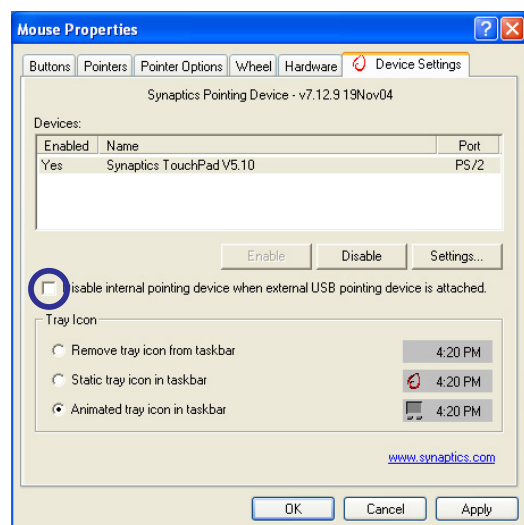 Mouse Properties
Buttons Pointers Pointer Options Wheel Hardware Device Settings
Synaptics Pointing Device - v7.12.9 19Nov04
Devices:
Enabled Name Port
Yes Synaptics TouchPad V5.10 PS/2
Enable Disable Settings...
Disable internal pointing device when external USB pointing device is attached.
Tray Icon
Remove tray icon from taskbar 4:20 PM
Static tray icon in taskbar 4:20 PM
Animated tray icon in taskbar 4:20 PM
www.synaptics.com
OK Cancel Apply